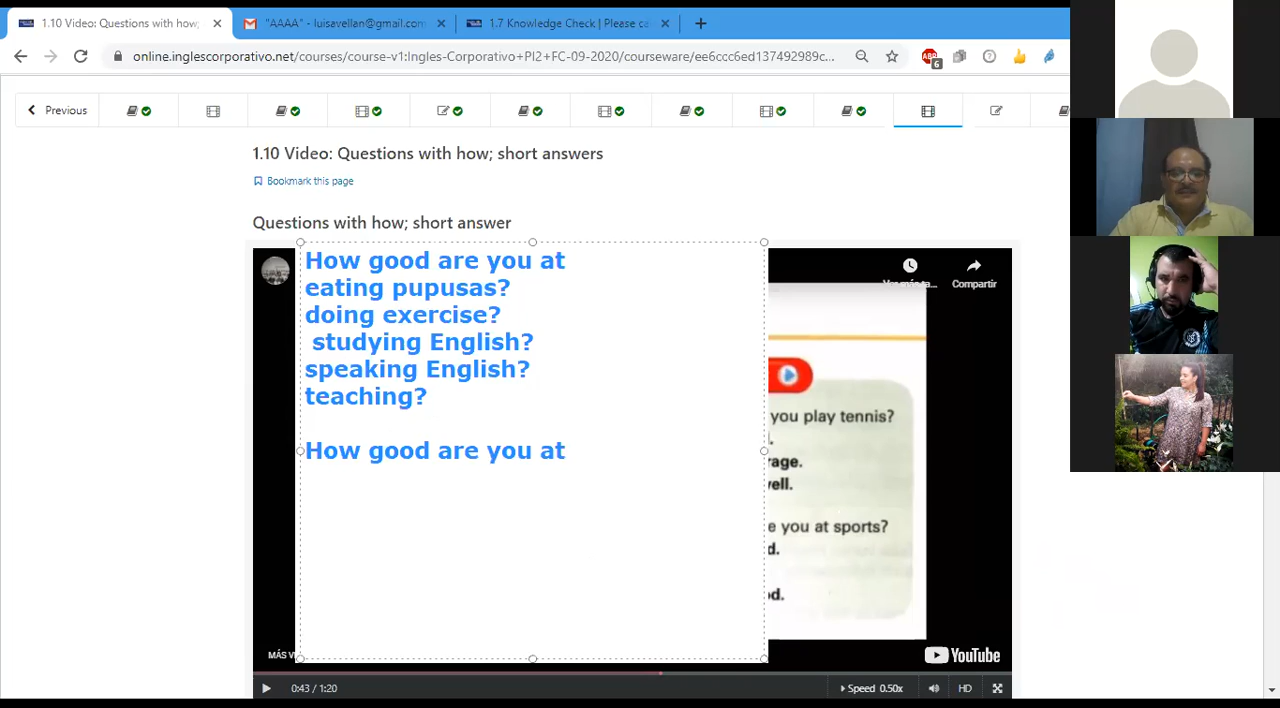 1.10 Video: Questions with how;
"AAAA" - luisavellan@gmail.com
1.7 Knowledge Check | Please ca
online.inglescorporativo.net/courses/course-v1:Ingles-Corporativo+PI2+FC-09-2020/courseware/ee6ccc6ed137492989c...
6
Previous
1.10 Video: Questions with how; short answers
Bookmark this page
Questions with how; short answer
How good are you at
eating pupusas?
doing exercise?
studying English?
speaking English?
teaching?
How good are you at
Compartir
you play tennis?
rage.
vell.
e you at sports?
d.
od.
MÁS V
YouTube
0:43 / 1:20
Speed 0.50x
HD